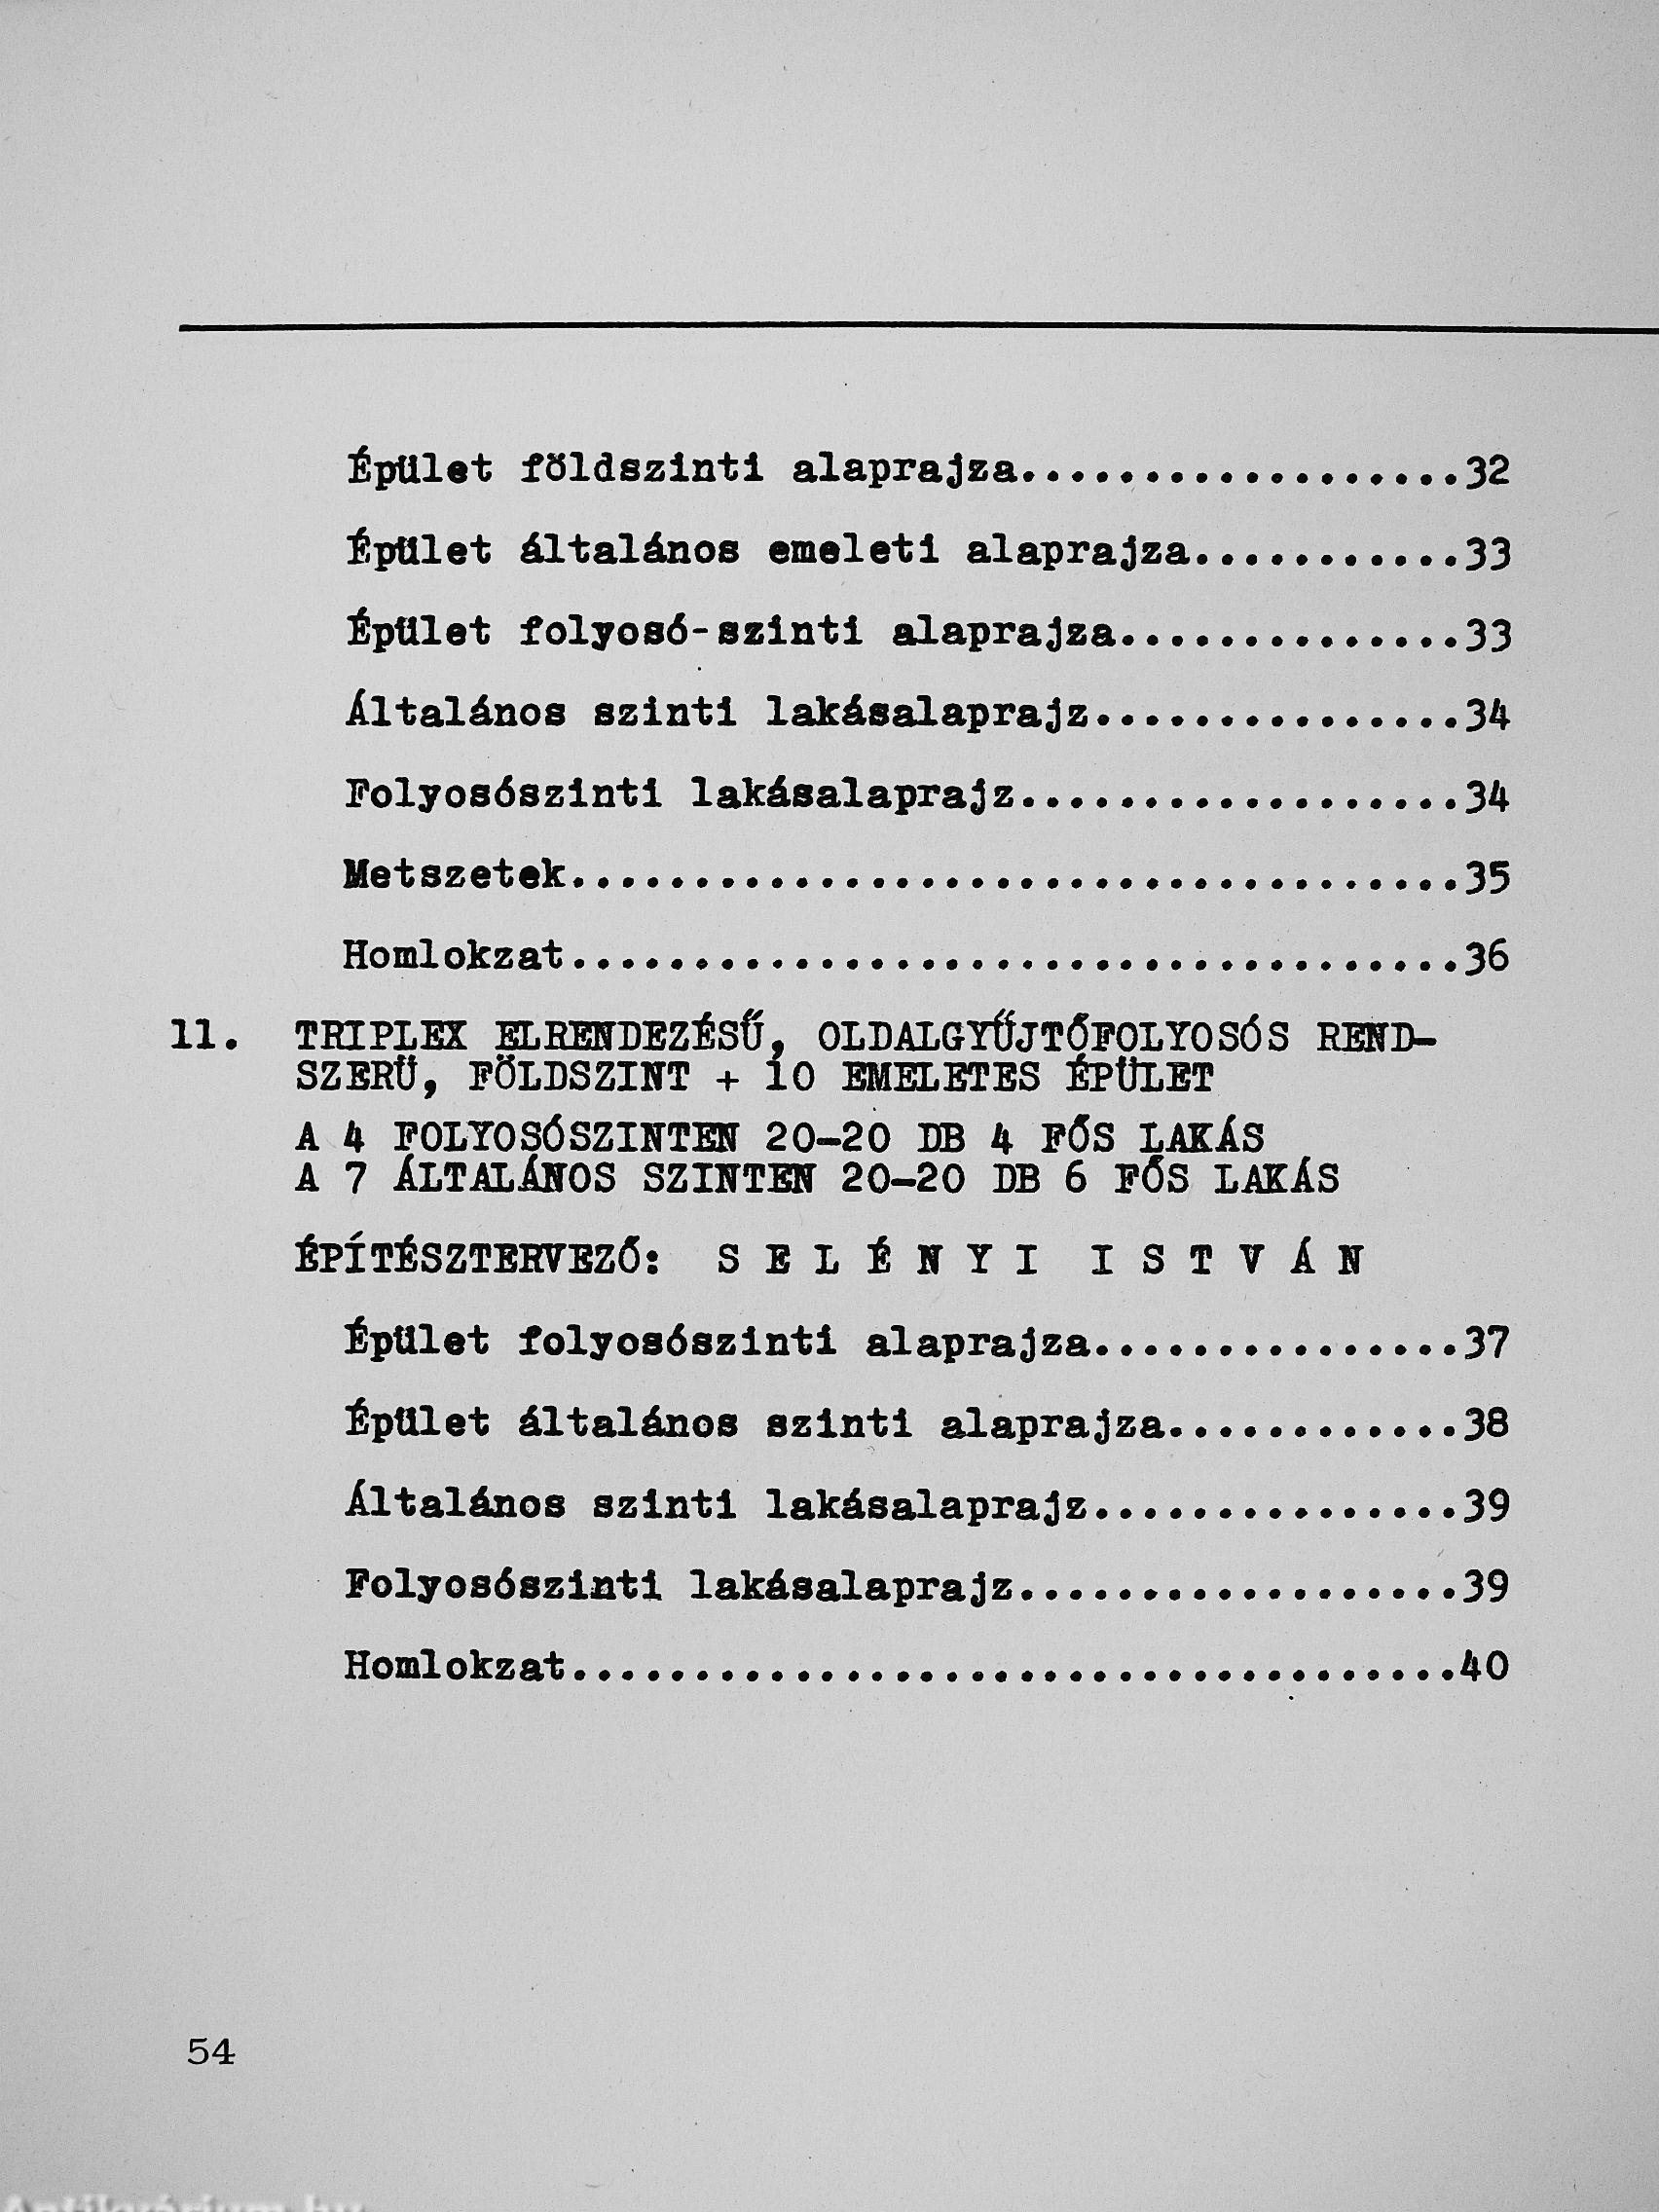 Épület földszinti alaprajza..................32
Épület általános emeleti alaprajza...........33
Épület folyosó-szinti alaprajza..............33
Általános szinti lakásalaprajz...............34
Folyosószinti lakásalaprajz..................34
Metszetek....................................35
Homlokzat....................................36
11. TRIPLEX ELRENDEZÉSŰ, OLDALGYŰJTŐFOLYOSÓS REND-
SZERÜ, FÖLDSZINT + 10 EMELETES ÉPÜLET
A 4 FOLYOSÓSZINTEN 20-20 DB 4 FŐS LAKÁS
A 7 ÁLTALÁNOS SZINTEN 20-20 DB 6 FŐS LAKÁS
ÉPÍTÉSZTERVEZŐ: S E L É N Y I I S T V Á N
Épület folyosószinti alaprajza...............37
Épület általános szinti alaprajza............38
Általános szinti lakásalaprajz...............39
Folyosószinti lakásalaprajz..................39
Homlokzat....................................40
54